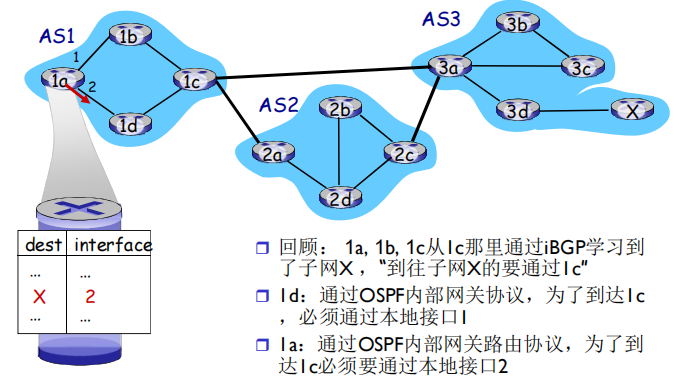 AS1
1b
1
1a
2
1c
1d
AS2
2b
2a
2c
2d
AS3
3b
3a
3c
3d
X
dest interface
... ...
X 2
... ...
回顾： 1a, 1b, 1c从1c那里通过iBGP学习到
了子网X，“到往子网X的要通过1c”
1d：通过OSPF内部网关协议，为了到达1c
，必须通过本地接口1
1a：通过OSPF内部网关路由协议，为了到
达1c必须要通过本地接口2